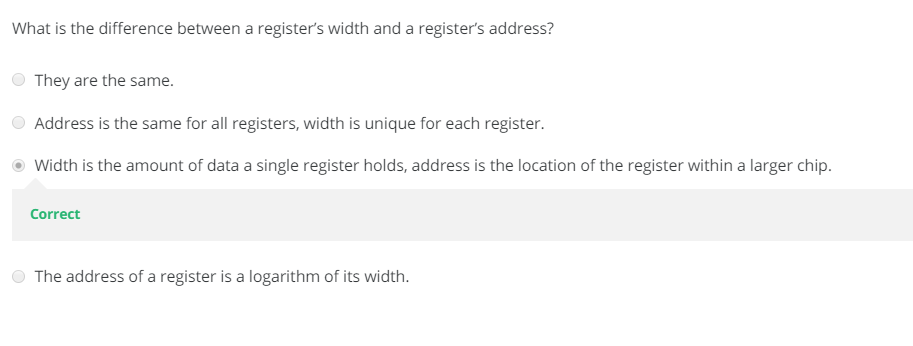 What is the difference between a register’s width and a register’s address?
They are the same.
Address is the same for all registers, width is unique for each register.
Width is the amount of data a single register holds, address is the location of the register within a larger chip.
Correct
The address of a register is a logarithm of its width.